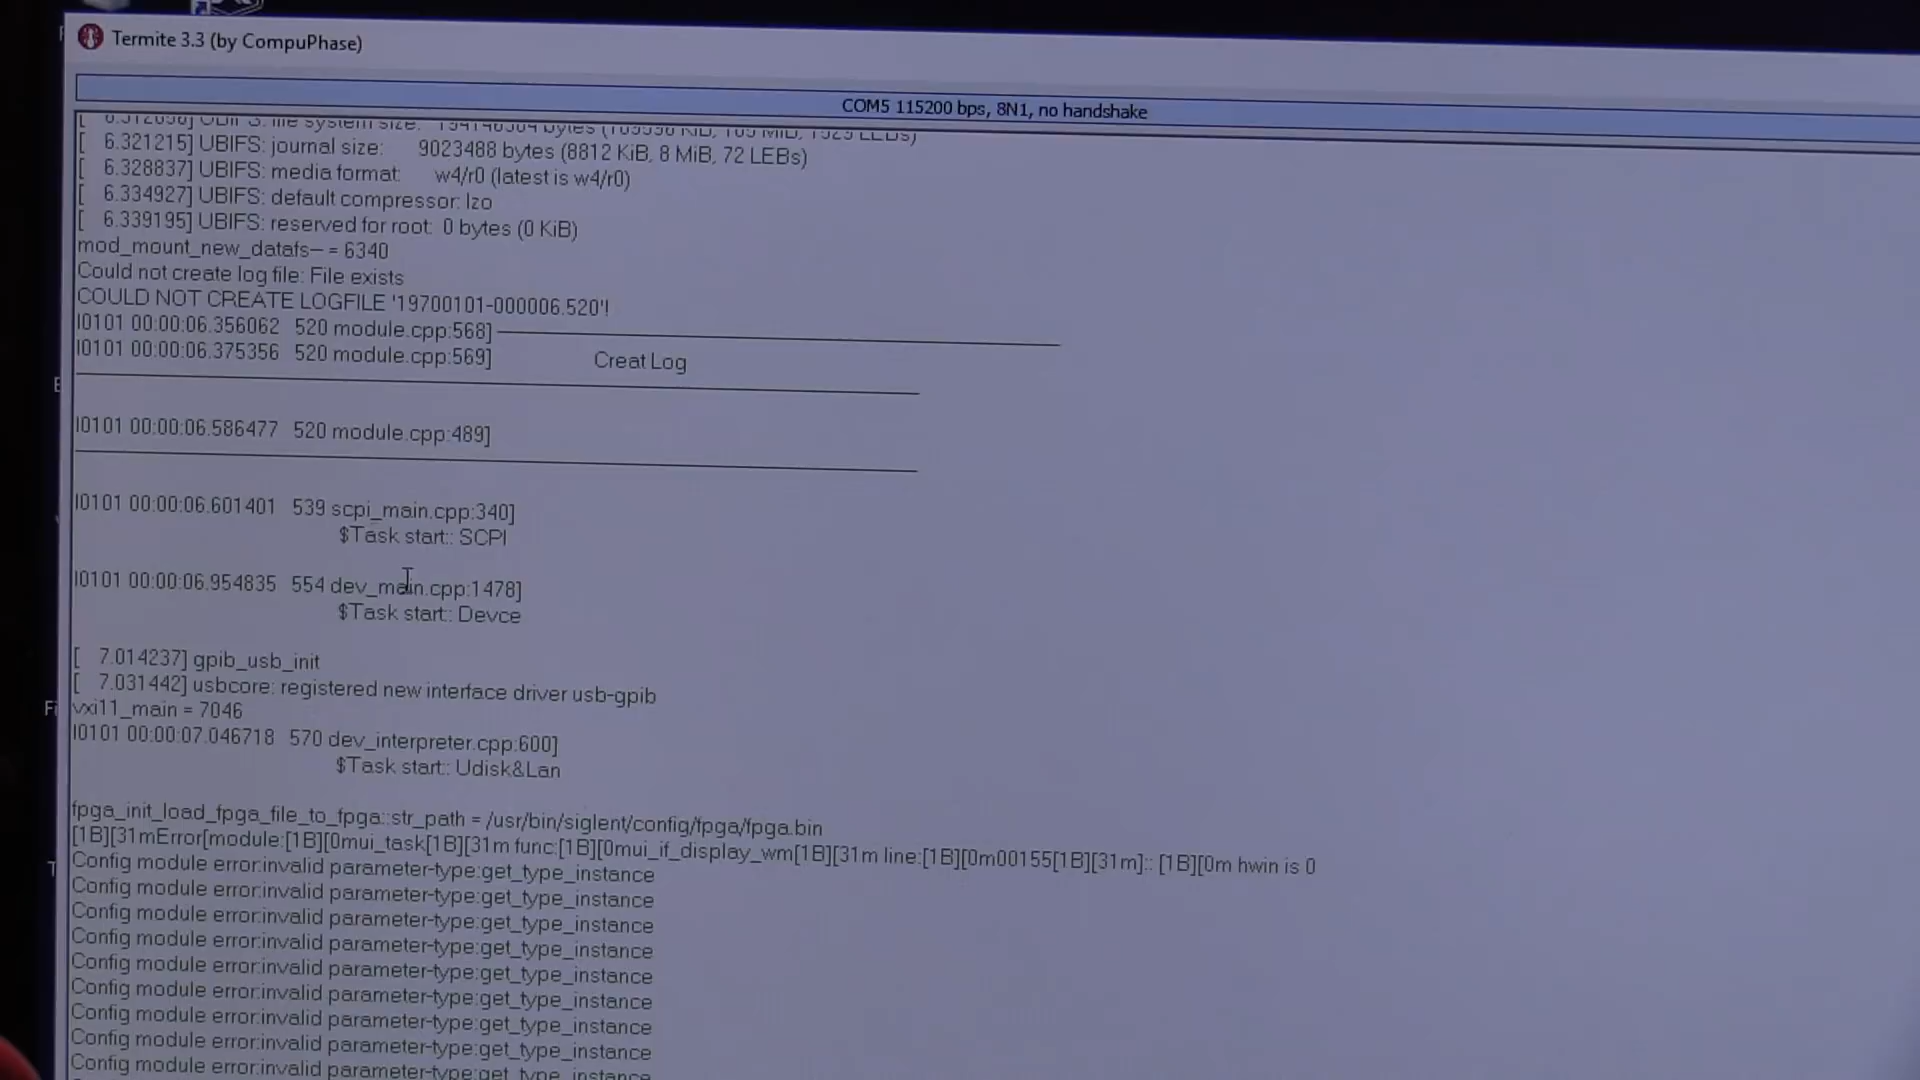 Termite 3.3 (by CompuPhase)
COM5 115200 bps, 8N1, no handshake
UBIFS: file system size:
[ 6.321215] UBIFS: journal size: 9023488 bytes (8812 KiB, 8 MiB, 72 LEBs)
[ 6.328837] UBIFS: media format: w4/r0 (latest is w4/r0)
[ 6.334927] UBIFS: default compressor: lzo
[ 6.339195] UBIFS: reserved for root: 0 bytes (0 KiB)
mod_mount_new_datafs-- = 6340
Could not create log file: File exists
COULD NOT CREATE LOGFILE '19700101-000006.520'!
I0101 00:00:06.356062 520 module.cpp:568]
I0101 00:00:06.375356 520 module.cpp:569] Creat Log
I0101 00:00:06.586477 520 module.cpp:489]
I0101 00:00:06.601401 539 scpi_main.cpp:340]
$Task start:: SCPI
I0101 00:00:06.954835 554 dev_main.cpp:1478]
$Task start:: Devce
[ 7.014237] gpib_usb_init
[ 7.031442] usbcore: registered new interface driver usb-gpib
vxi11_main = 7046
I0101 00:00:07.046718 570 dev_interpreter.cpp:600]
$Task start:: Udisk&Lan
fpga_init_load_fpga_file_to_fpga::str_path = /usr/bin/siglent/config/fpga/fpga.bin
[1B][31mError[module:[1B][0mui_task[1B][31m func:[1B][0mui_if_display_wm[1B][31m line:[1B][0m00155[1B][31m]:: [1B][0m hwin is 0
Config module error:invalid parameter-type:get_type_instance
Config module error:invalid parameter-type:get_type_instance
Config module error:invalid parameter-type:get_type_instance
Config module error:invalid parameter-type:get_type_instance
Config module error:invalid parameter-type:get_type_instance
Config module error:invalid parameter-type:get_type_instance
Config module error:invalid parameter-type:get_type_instance
Config module error:invalid parameter-type:get_type_instance
Config module error:invalid parameter-type:get_type_instance